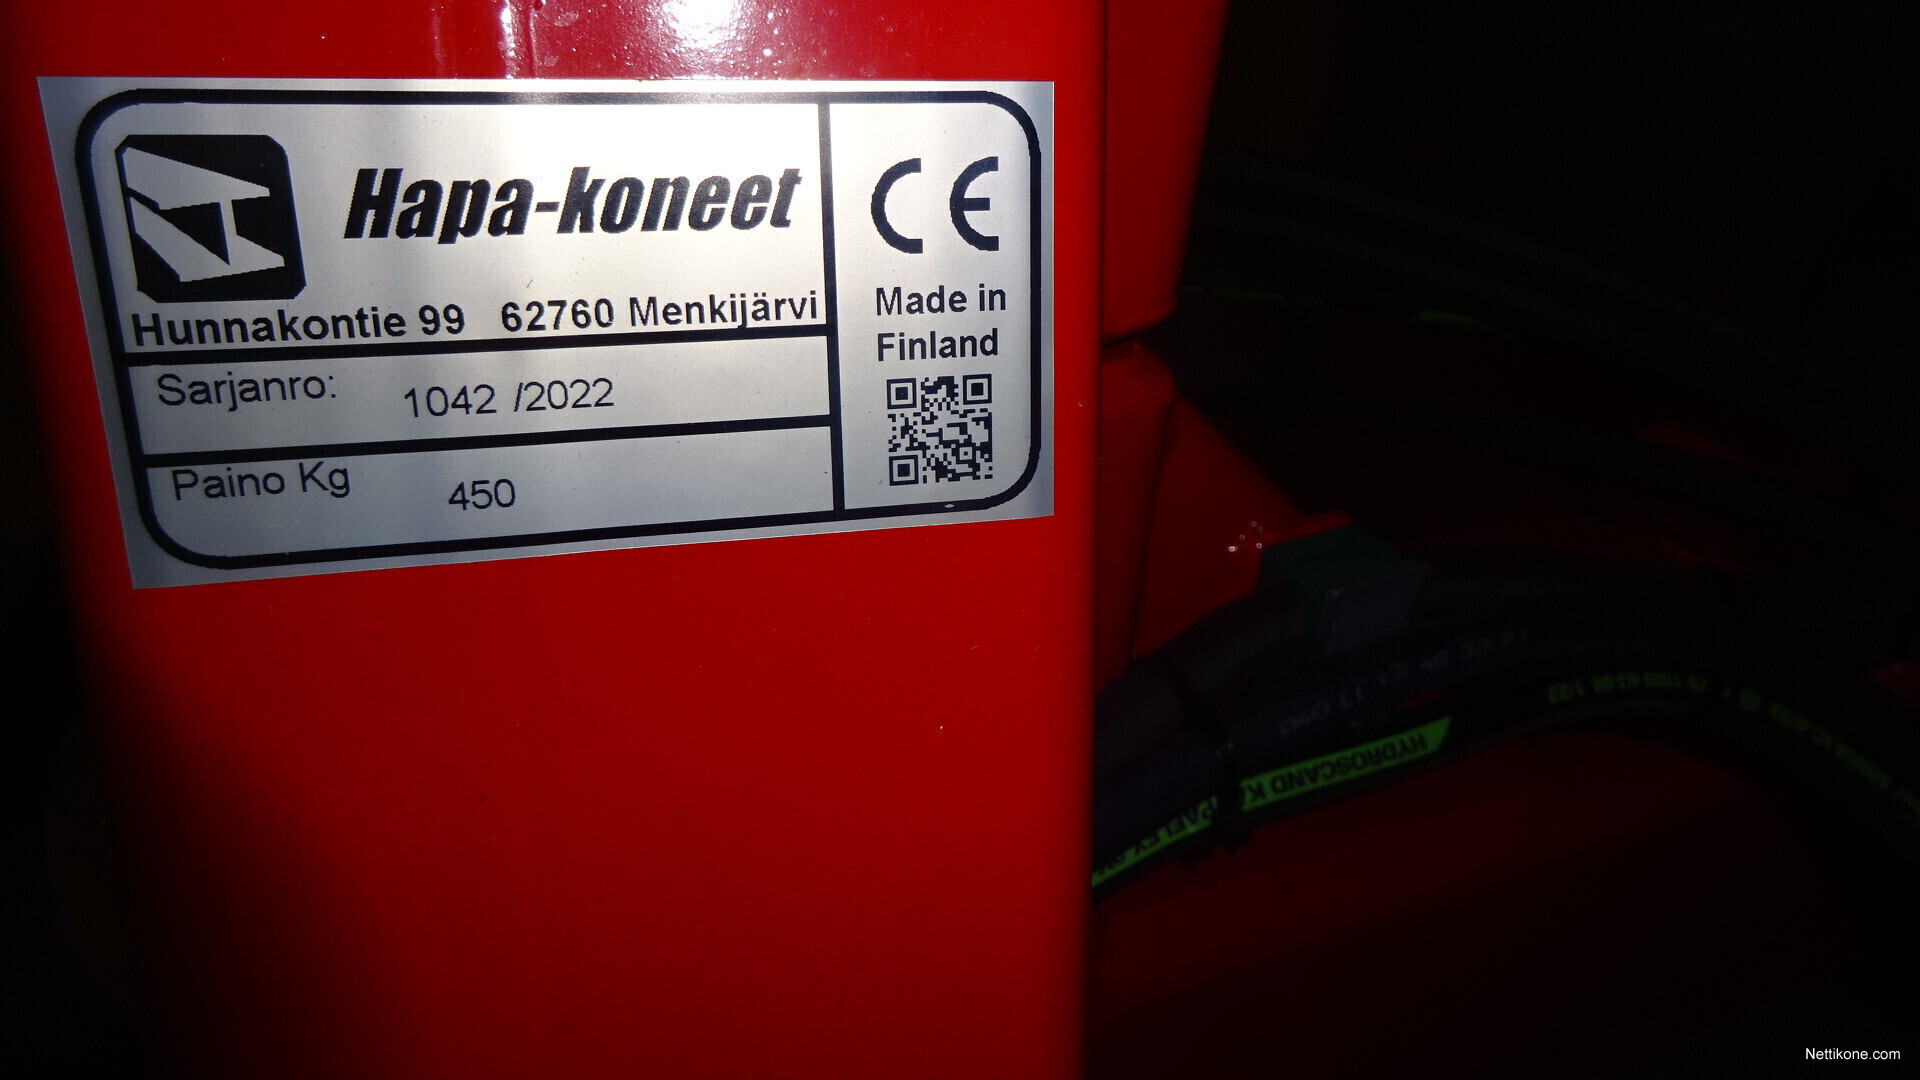 Hapa-koneet
Hunnakontie 99 62760 Menkijärvi
Sarjanro: 1042 /2022
Paino Kg 450
CE
Made in
Finland
HYDROSCAND
Nettikone.com